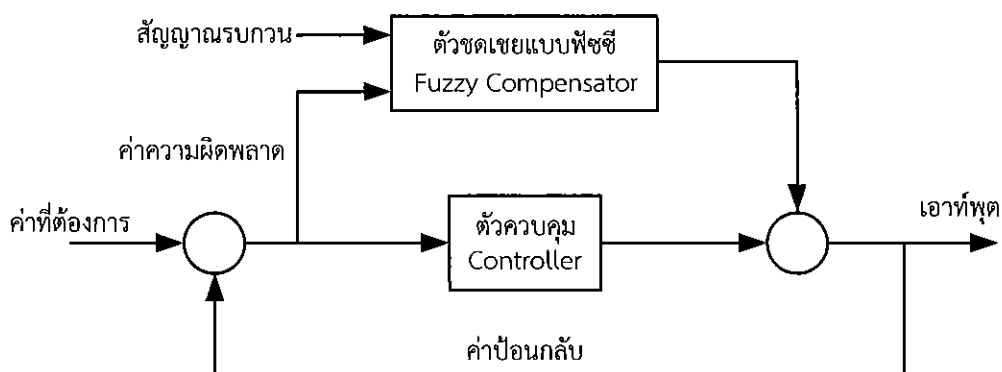 สัญญาณรบกวน
ตัวชดเชยแบบฟัซซี
Fuzzy Compensator
ค่าความผิดพลาด
ค่าที่ต้องการ
ตัวควบคุม
Controller
เอาท์พุต
ค่าป้อนกลับ